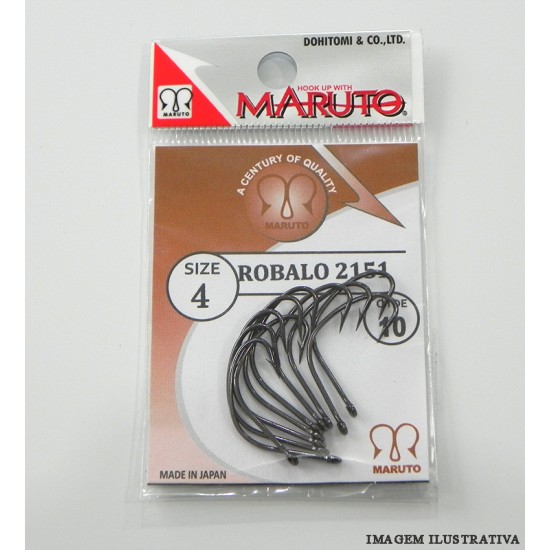 DOHITOMI & CO.,LTD.
HOOK UP WITH
MARUTO®
MARUTO
A CENTURY OF QUALITY
MARUTO
SIZE
4
ROBALO 2151
10
MARUTO
MADE IN JAPAN
IMAGEM ILUSTRATIVA